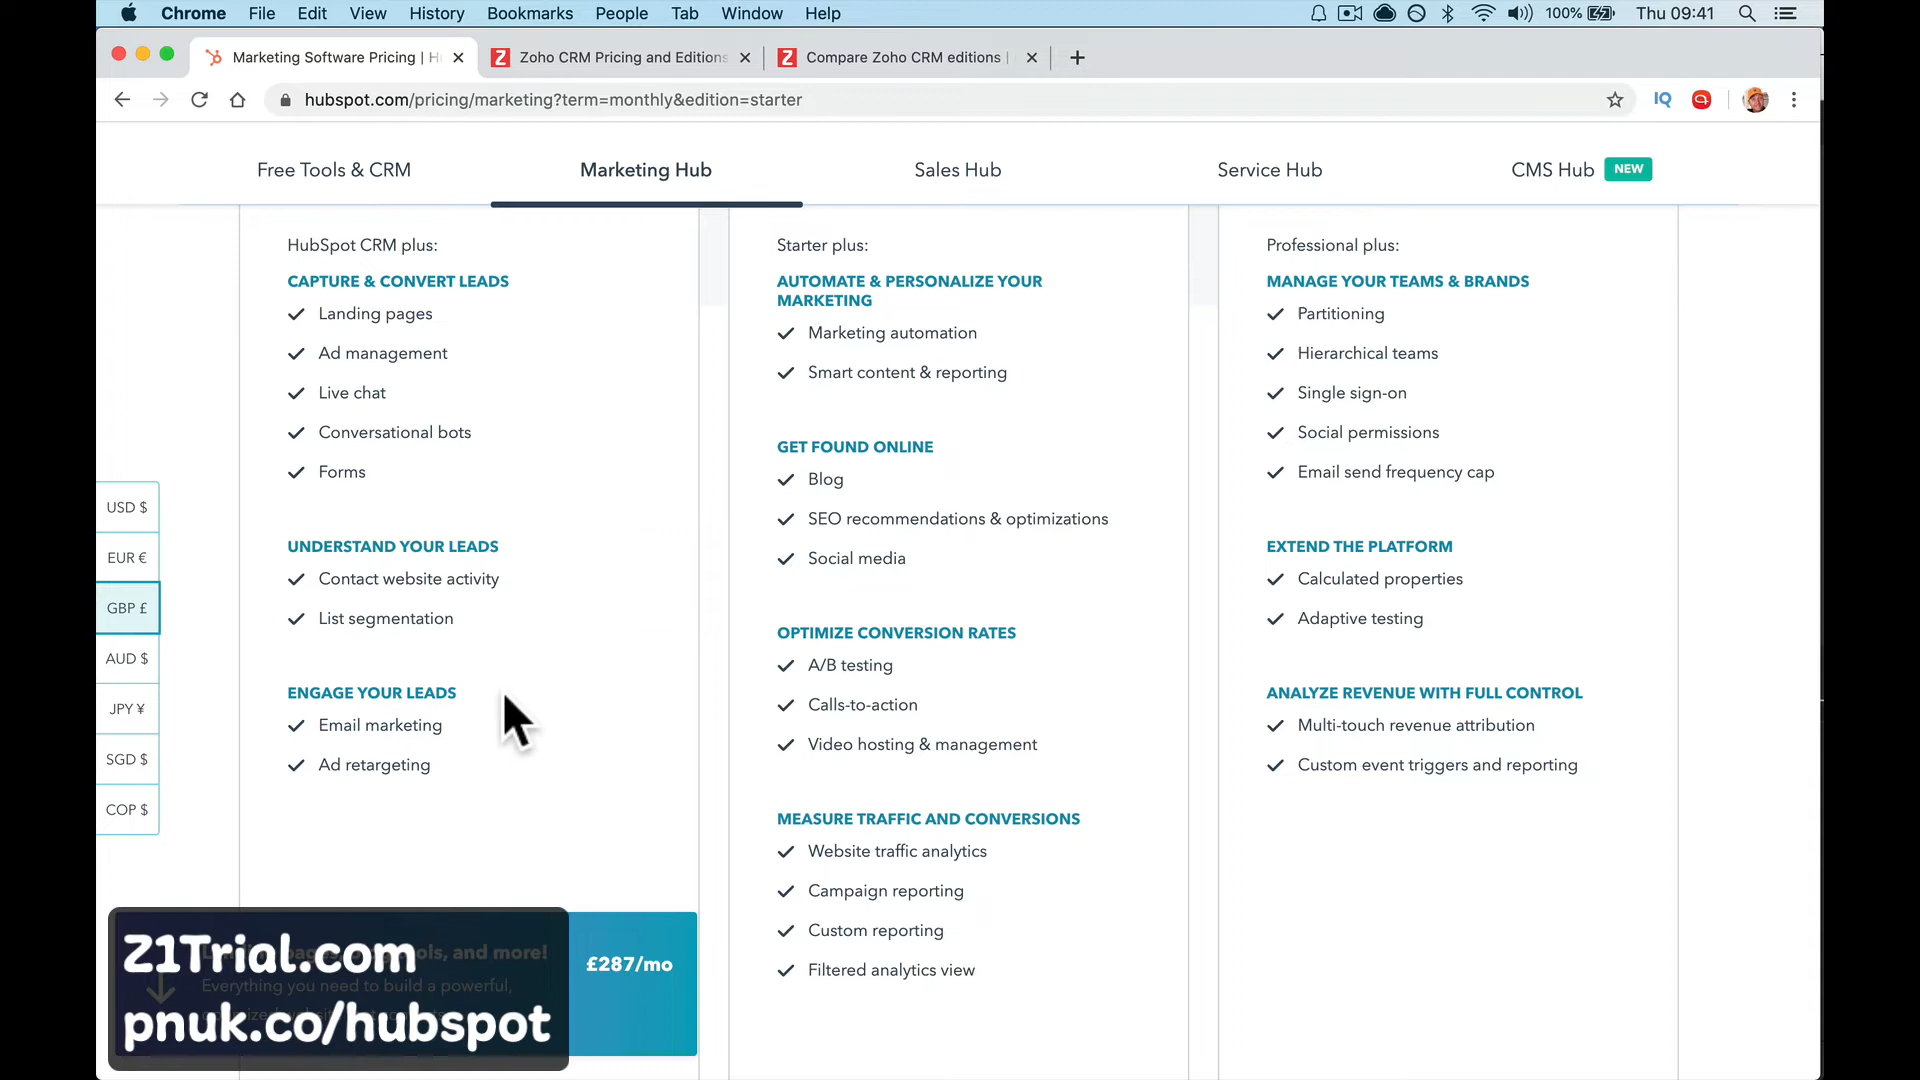 Chrome File Edit View History Bookmarks People Tab Window Help 100% Thu 09:41
Marketing Software Pricing | H Zoho CRM Pricing and Editions Compare Zoho CRM editions |
hubspot.com/pricing/marketing?term=monthly&edition=starter IQ
Free Tools & CRM Marketing Hub Sales Hub Service Hub CMS Hub NEW
HubSpot CRM plus:
CAPTURE & CONVERT LEADS
Landing pages
Ad management
Live chat
Conversational bots
Forms
UNDERSTAND YOUR LEADS
Contact website activity
List segmentation
ENGAGE YOUR LEADS
Email marketing
Ad retargeting
Starter plus:
AUTOMATE & PERSONALIZE YOUR
MARKETING
Marketing automation
Smart content & reporting
GET FOUND ONLINE
Blog
SEO recommendations & optimizations
Social media
OPTIMIZE CONVERSION RATES
A/B testing
Calls-to-action
Video hosting & management
MEASURE TRAFFIC AND CONVERSIONS
Website traffic analytics
Campaign reporting
Custom reporting
Filtered analytics view
Professional plus:
MANAGE YOUR TEAMS & BRANDS
Partitioning
Hierarchical teams
Single sign-on
Social permissions
Email send frequency cap
EXTEND THE PLATFORM
Calculated properties
Adaptive testing
ANALYZE REVENUE WITH FULL CONTROL
Multi-touch revenue attribution
Custom event triggers and reporting
USD $
EUR €
GBP £
AUD $
JPY ¥
SGD $
COP $
and more!
Everything you need to build a powerful,
£287/mo
Z1Trial.com
pnuk.co/hubspot